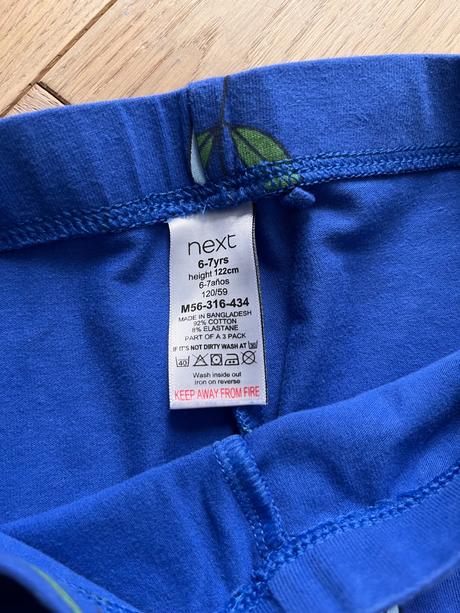 next
6-7yrs
height 122cm
6-7años
120/59
M56-316-434
MADE IN BANGLADESH
92% COTTON
8% ELASTANE
PART OF A 3 PACK
IF IT'S NOT DIRTY WASH AT 30
40
Wash inside out
Iron on reverse
KEEP AWAY FROM FIRE